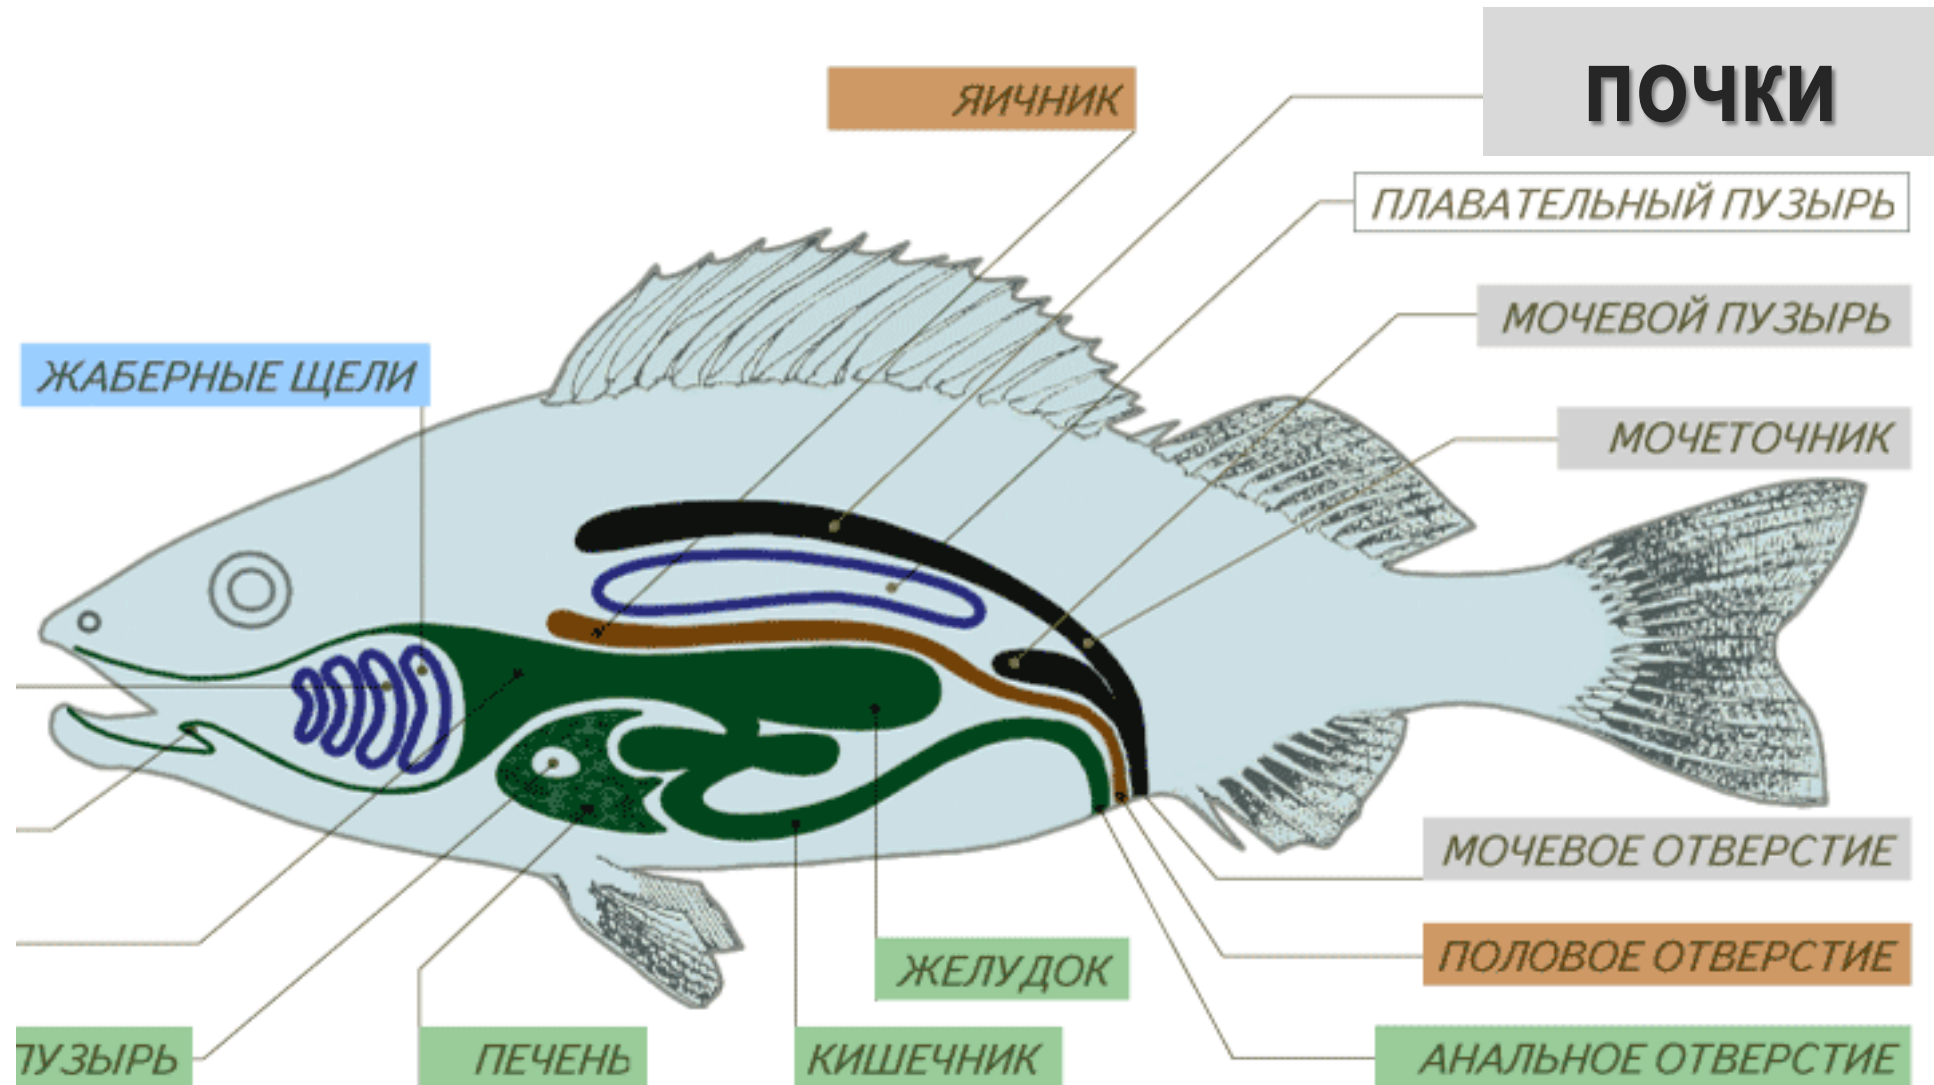 ЯИЧНИК
ПОЧКИ
ПЛАВАТЕЛЬНЫЙ ПУЗЫРЬ
МОЧЕВОЙ ПУЗЫРЬ
ЖАБЕРНЫЕ ЩЕЛИ
МОЧЕТОЧНИК
МОЧЕВОЕ ОТВЕРСТИЕ
ПОЛОВОЕ ОТВЕРСТИЕ
ЖЕЛУДОК
ПУЗЫРЬ
ПЕЧЕНЬ
КИШЕЧНИК
АНАЛЬНОЕ ОТВЕРСТИЕ